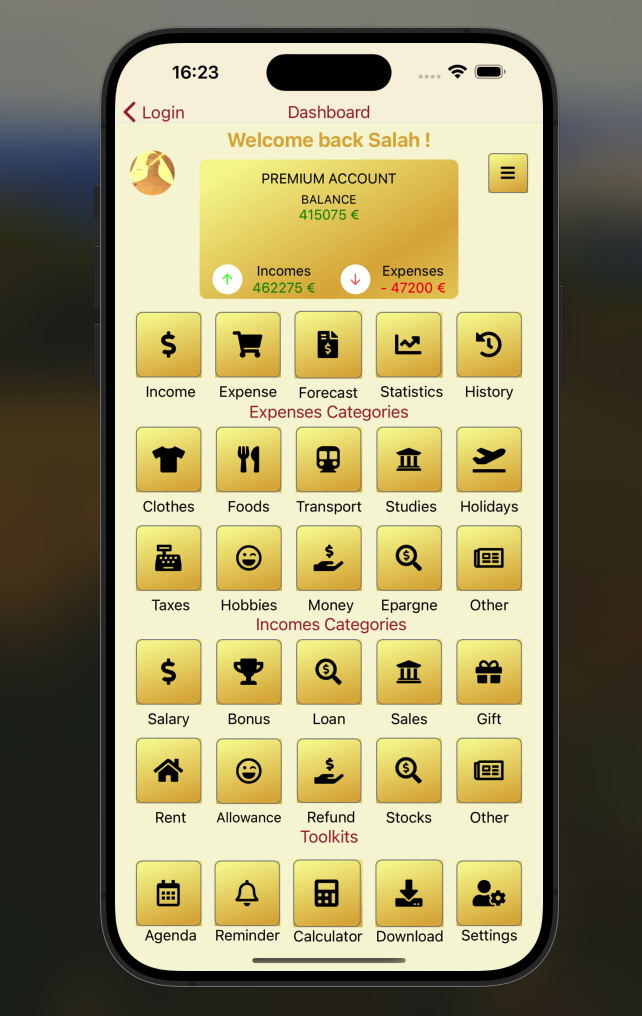 16:23
Login
Dashboard
Welcome back Salah !
PREMIUM ACCOUNT
BALANCE
415075 €
Incomes
462275 €
Expenses
- 47200 €
Income Expense Forecast Statistics History
Expenses Categories
Clothes Foods Transport Studies Holidays
Taxes Hobbies Money Epargne Other
Incomes Categories
Salary Bonus Loan Sales Gift
Rent Allowance Refund Stocks Other
Toolkits
Agenda Reminder Calculator Download Settings